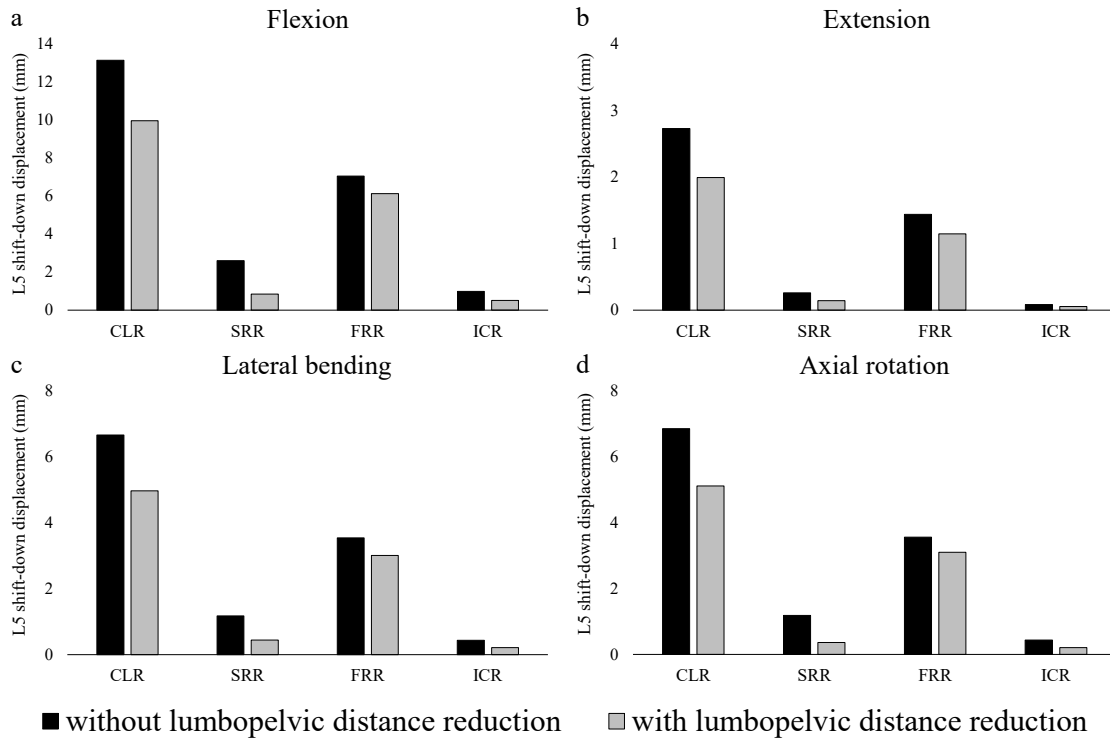 a
Flexion
L5 shift-down displacement (mm)
14
12
10
8
6
4
2
0
CLR
SRR
FRR
ICR
b
Extension
L5 shift-down displacement (mm)
4
3
2
1
0
CLR
SRR
FRR
ICR
c
Lateral bending
L5 shift-down displacement (mm)
8
6
4
2
0
CLR
SRR
FRR
ICR
d
Axial rotation
L5 shift-down displacement (mm)
8
6
4
2
0
CLR
SRR
FRR
ICR
without lumbopelvic distance reduction
with lumbopelvic distance reduction